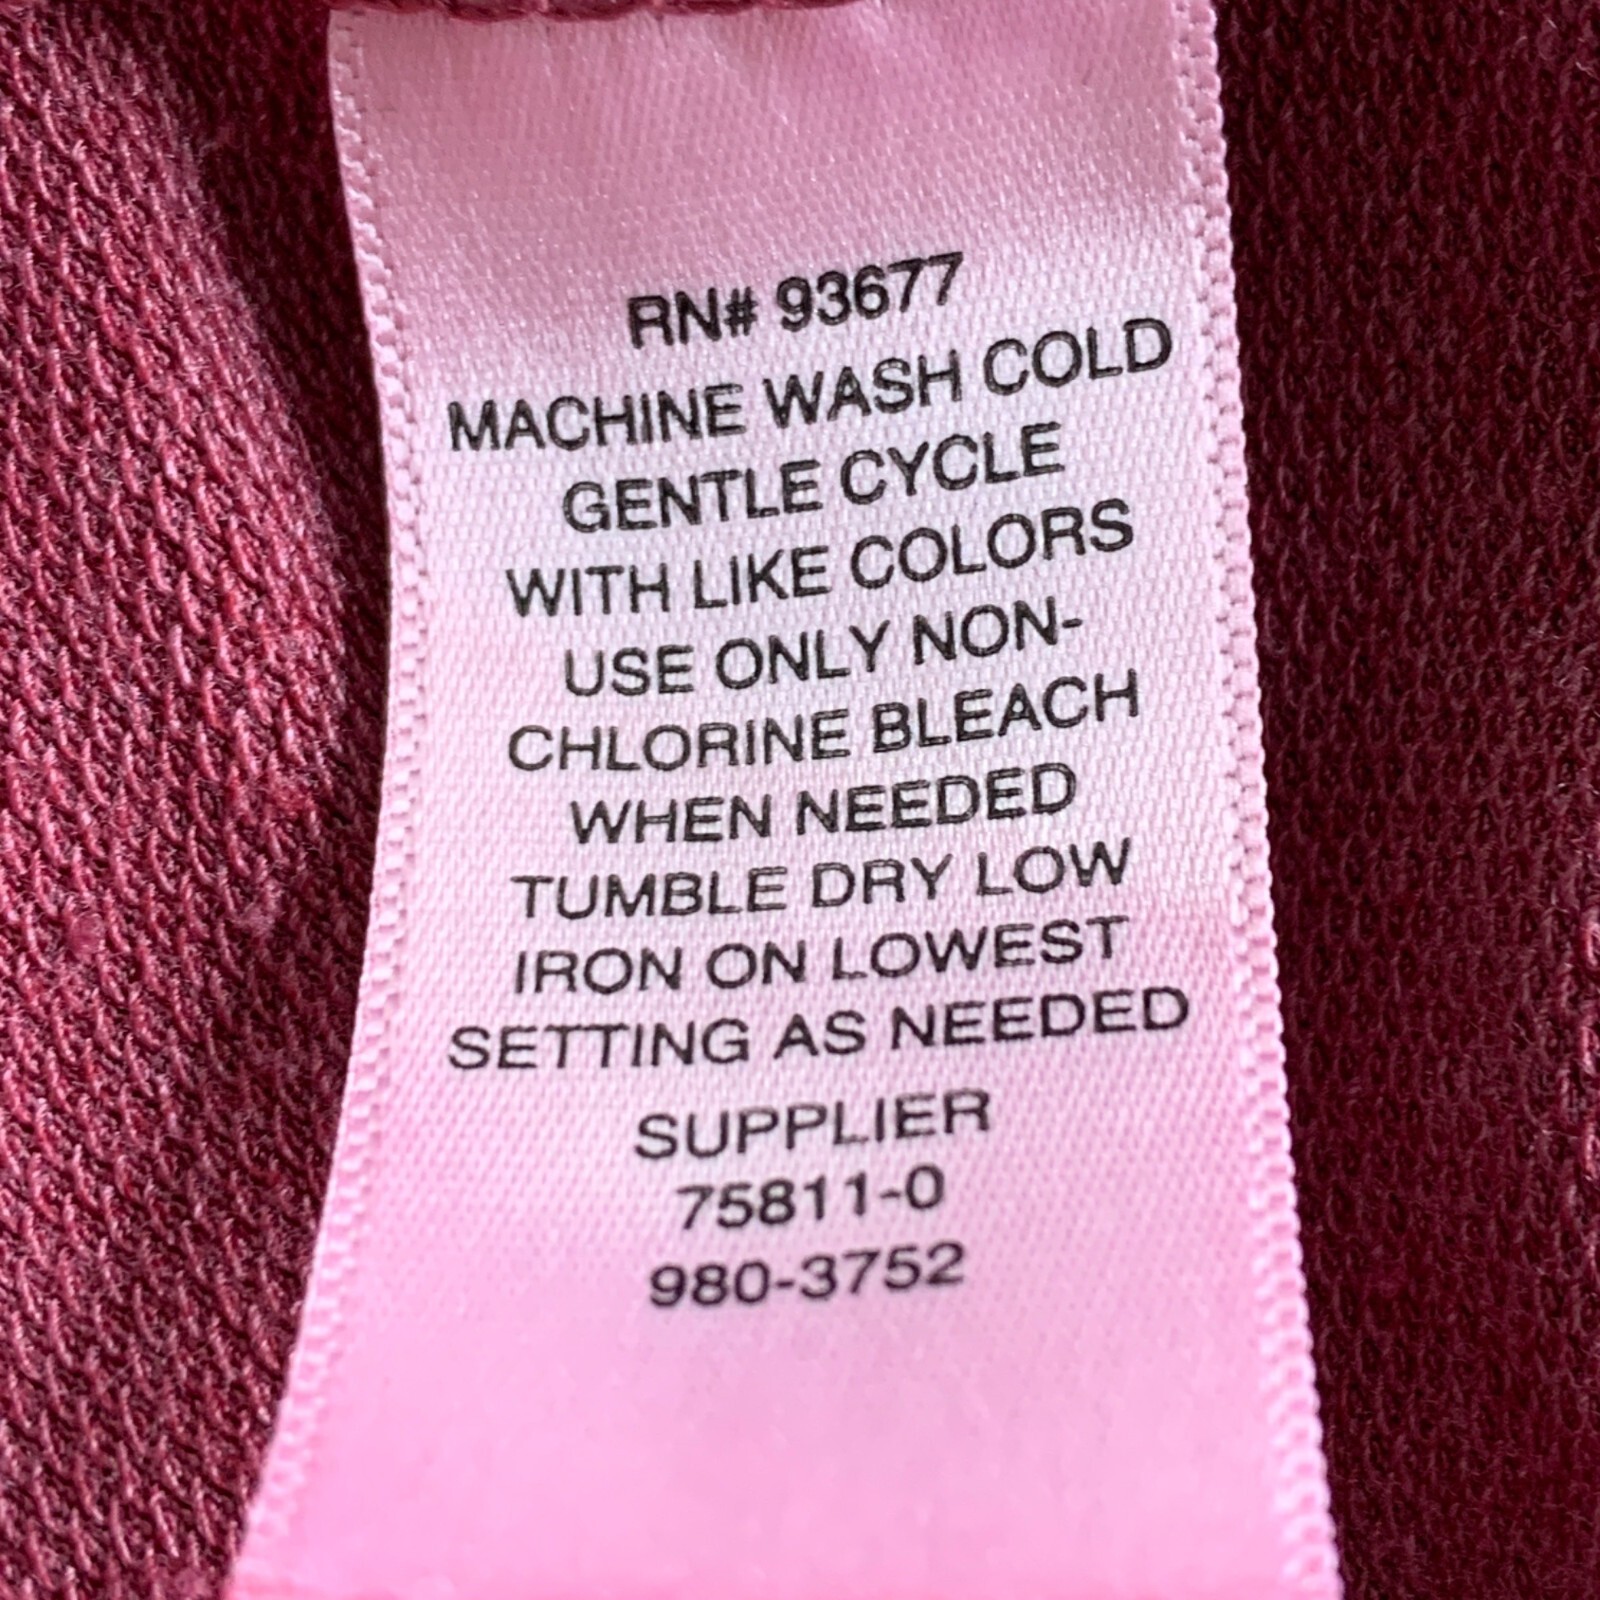 RN# 93677
MACHINE WASH COLD
GENTLE CYCLE
WITH LIKE COLORS
USE ONLY NON-
CHLORINE BLEACH
WHEN NEEDED
TUMBLE DRY LOW
IRON ON LOWEST
SETTING AS NEEDED
SUPPLIER
75811-0
980-3752